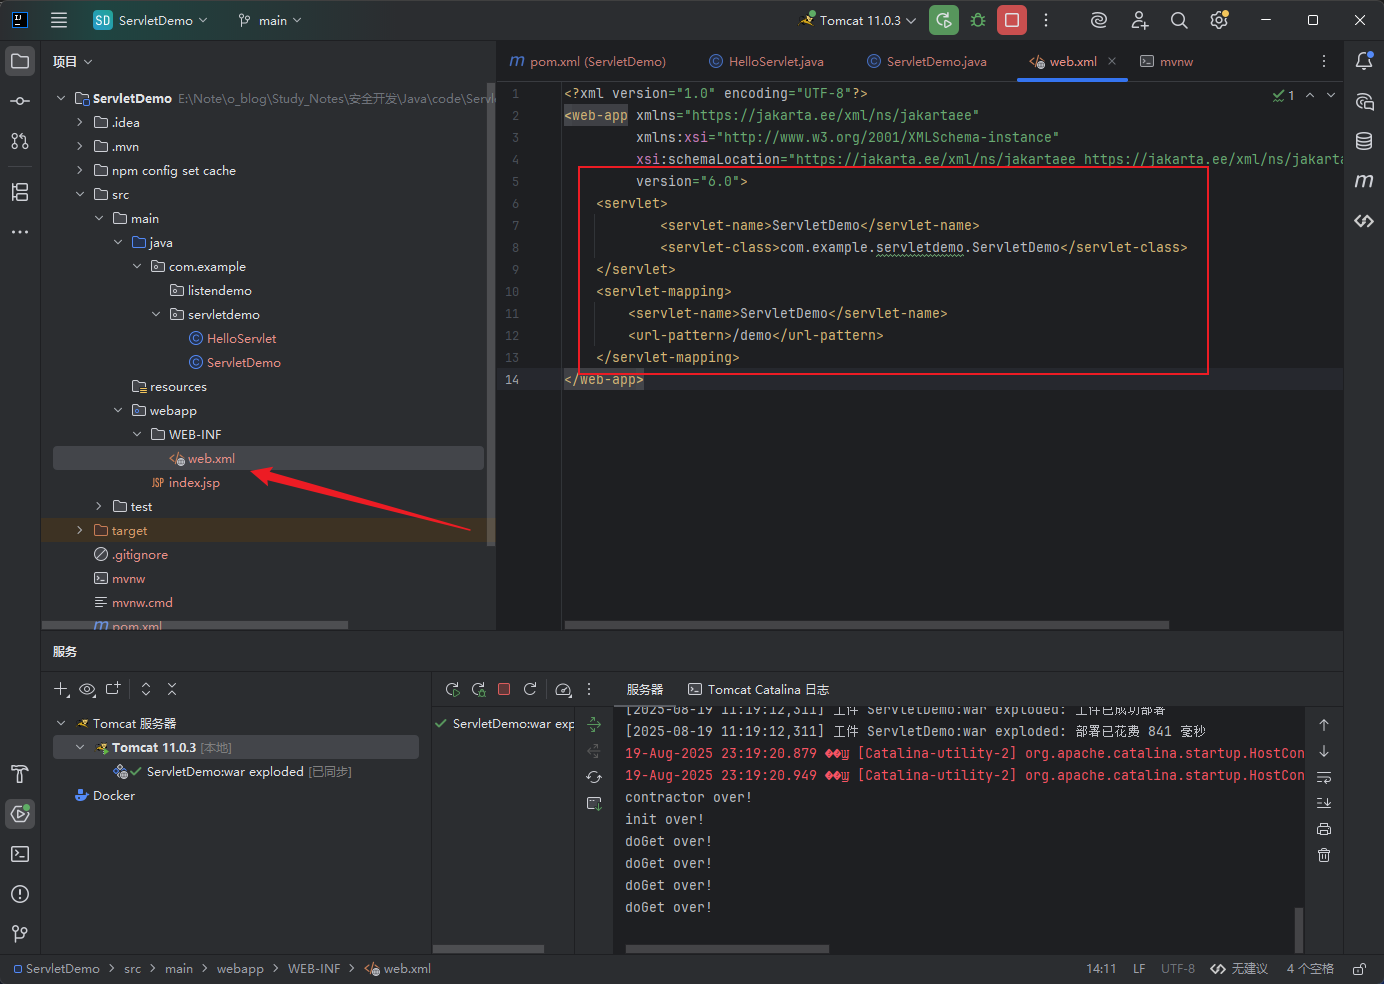 SD ServletDemo main Tomcat 11.0.3
项目
pom.xml (ServletDemo) HelloServlet.java ServletDemo.java web.xml mvnw
ServletDemo E:\Note\o_blog\Study_Notes\安全开发\Java\code\Servl
.idea
.mvn
npm config set cache
src
main
java
com.example
listendemo
servletdemo
HelloServlet
ServletDemo
resources
webapp
WEB-INF
web.xml
JSP index.jsp
test
target
.gitignore
mvnw
mvnw.cmd
pom.xml
1 <?xml version="1.0" encoding="UTF-8"?>
2 <web-app xmlns="https://jakarta.ee/xml/ns/jakartaee"
3 xmlns:xsi="http://www.w3.org/2001/XMLSchema-instance"
4 xsi:schemaLocation="https://jakarta.ee/xml/ns/jakartaee https://jakarta.ee/xml/ns/jakarta
5 version="6.0">
6 <servlet>
7 <servlet-name>ServletDemo</servlet-name>
8 <servlet-class>com.example.servletdemo.ServletDemo</servlet-class>
9 </servlet>
10 <servlet-mapping>
11 <servlet-name>ServletDemo</servlet-name>
12 <url-pattern>/demo</url-pattern>
13 </servlet-mapping>
14 </web-app>
1
服务
Tomcat 服务器
Tomcat 11.0.3 [本地]
ServletDemo:war exploded [已同步]
Docker
ServletDemo:war exp
服务器 Tomcat Catalina 日志
[2025-08-19 11:19:12,311] 工件 ServletDemo:war exploded: 工件已成功部署
[2025-08-19 11:19:12,311] 工件 ServletDemo:war exploded: 部署已花费 841 毫秒
19-Aug-2025 23:19:20.879 [Catalina-utility-2] org.apache.catalina.startup.HostCon
19-Aug-2025 23:19:20.949 [Catalina-utility-2] org.apache.catalina.startup.HostCon
contractor over!
init over!
doGet over!
doGet over!
doGet over!
doGet over!
ServletDemo > src > main > webapp > WEB-INF > web.xml
14:11 LF UTF-8 无建议 4 个空格